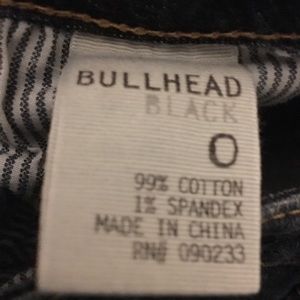 BULLHEAD
BLACK
0
99% COTTON
1% SPANDEX
MADE IN CHINA
RN# 090233